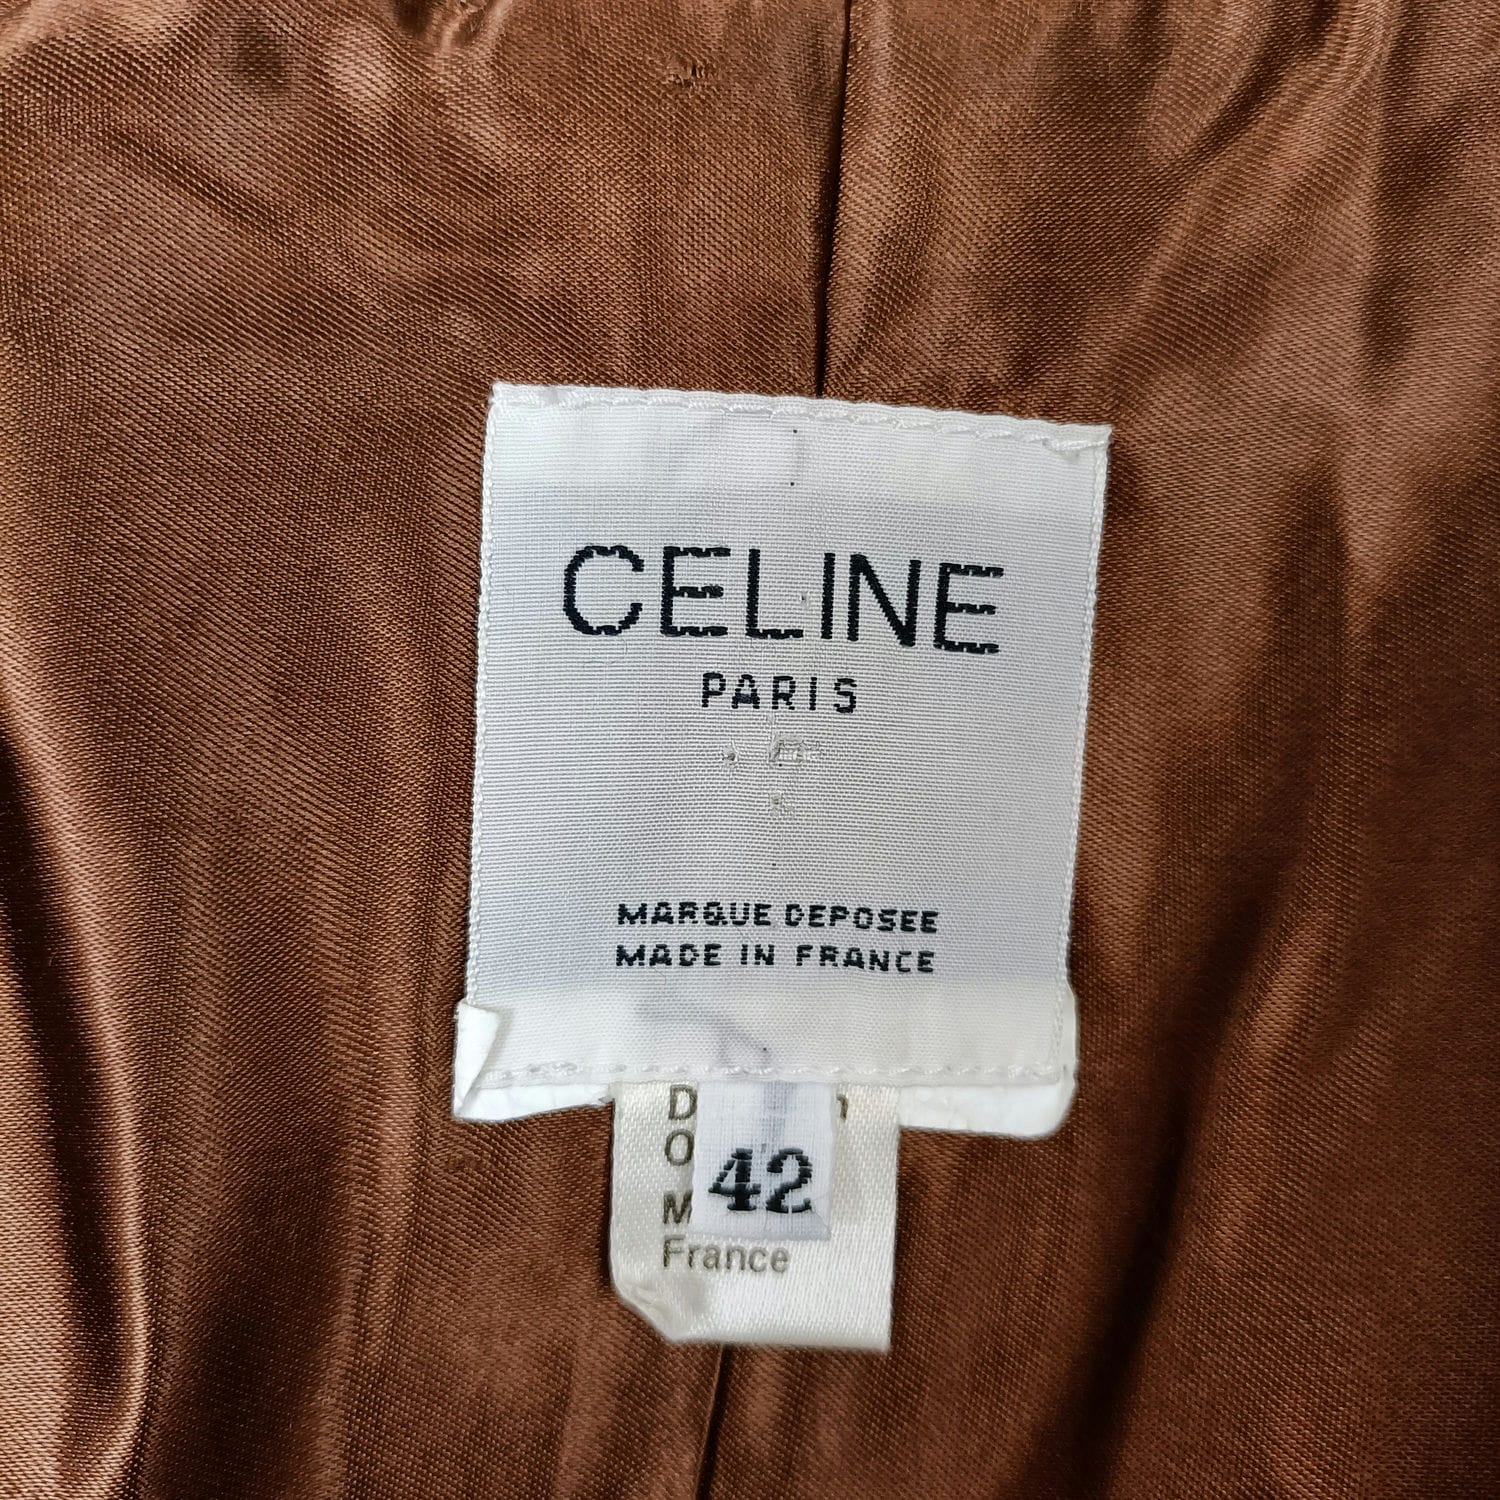 CELINE
PARIS
MARQUE DEPOSEE
MADE IN FRANCE
42
France